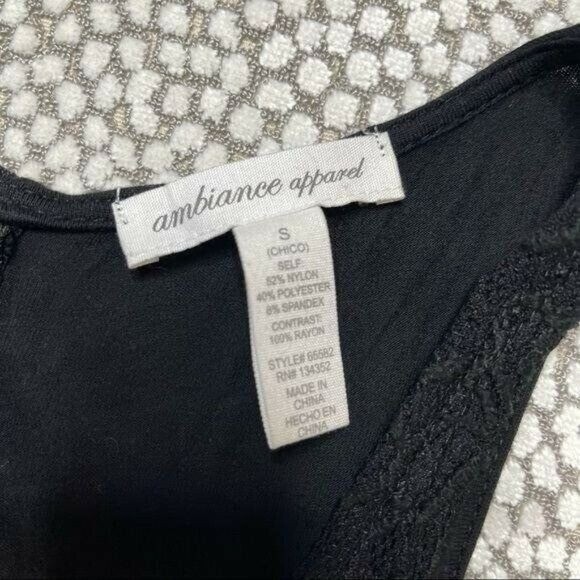 ambiance apparel
S
(CHICO)
SELF
52% NYLON
40% POLYESTER
8% SPANDEX
CONTRAST:
100% RAYON
STYLE# 65582
RN# 134352
MADE IN
CHINA
HECHO EN
CHINA